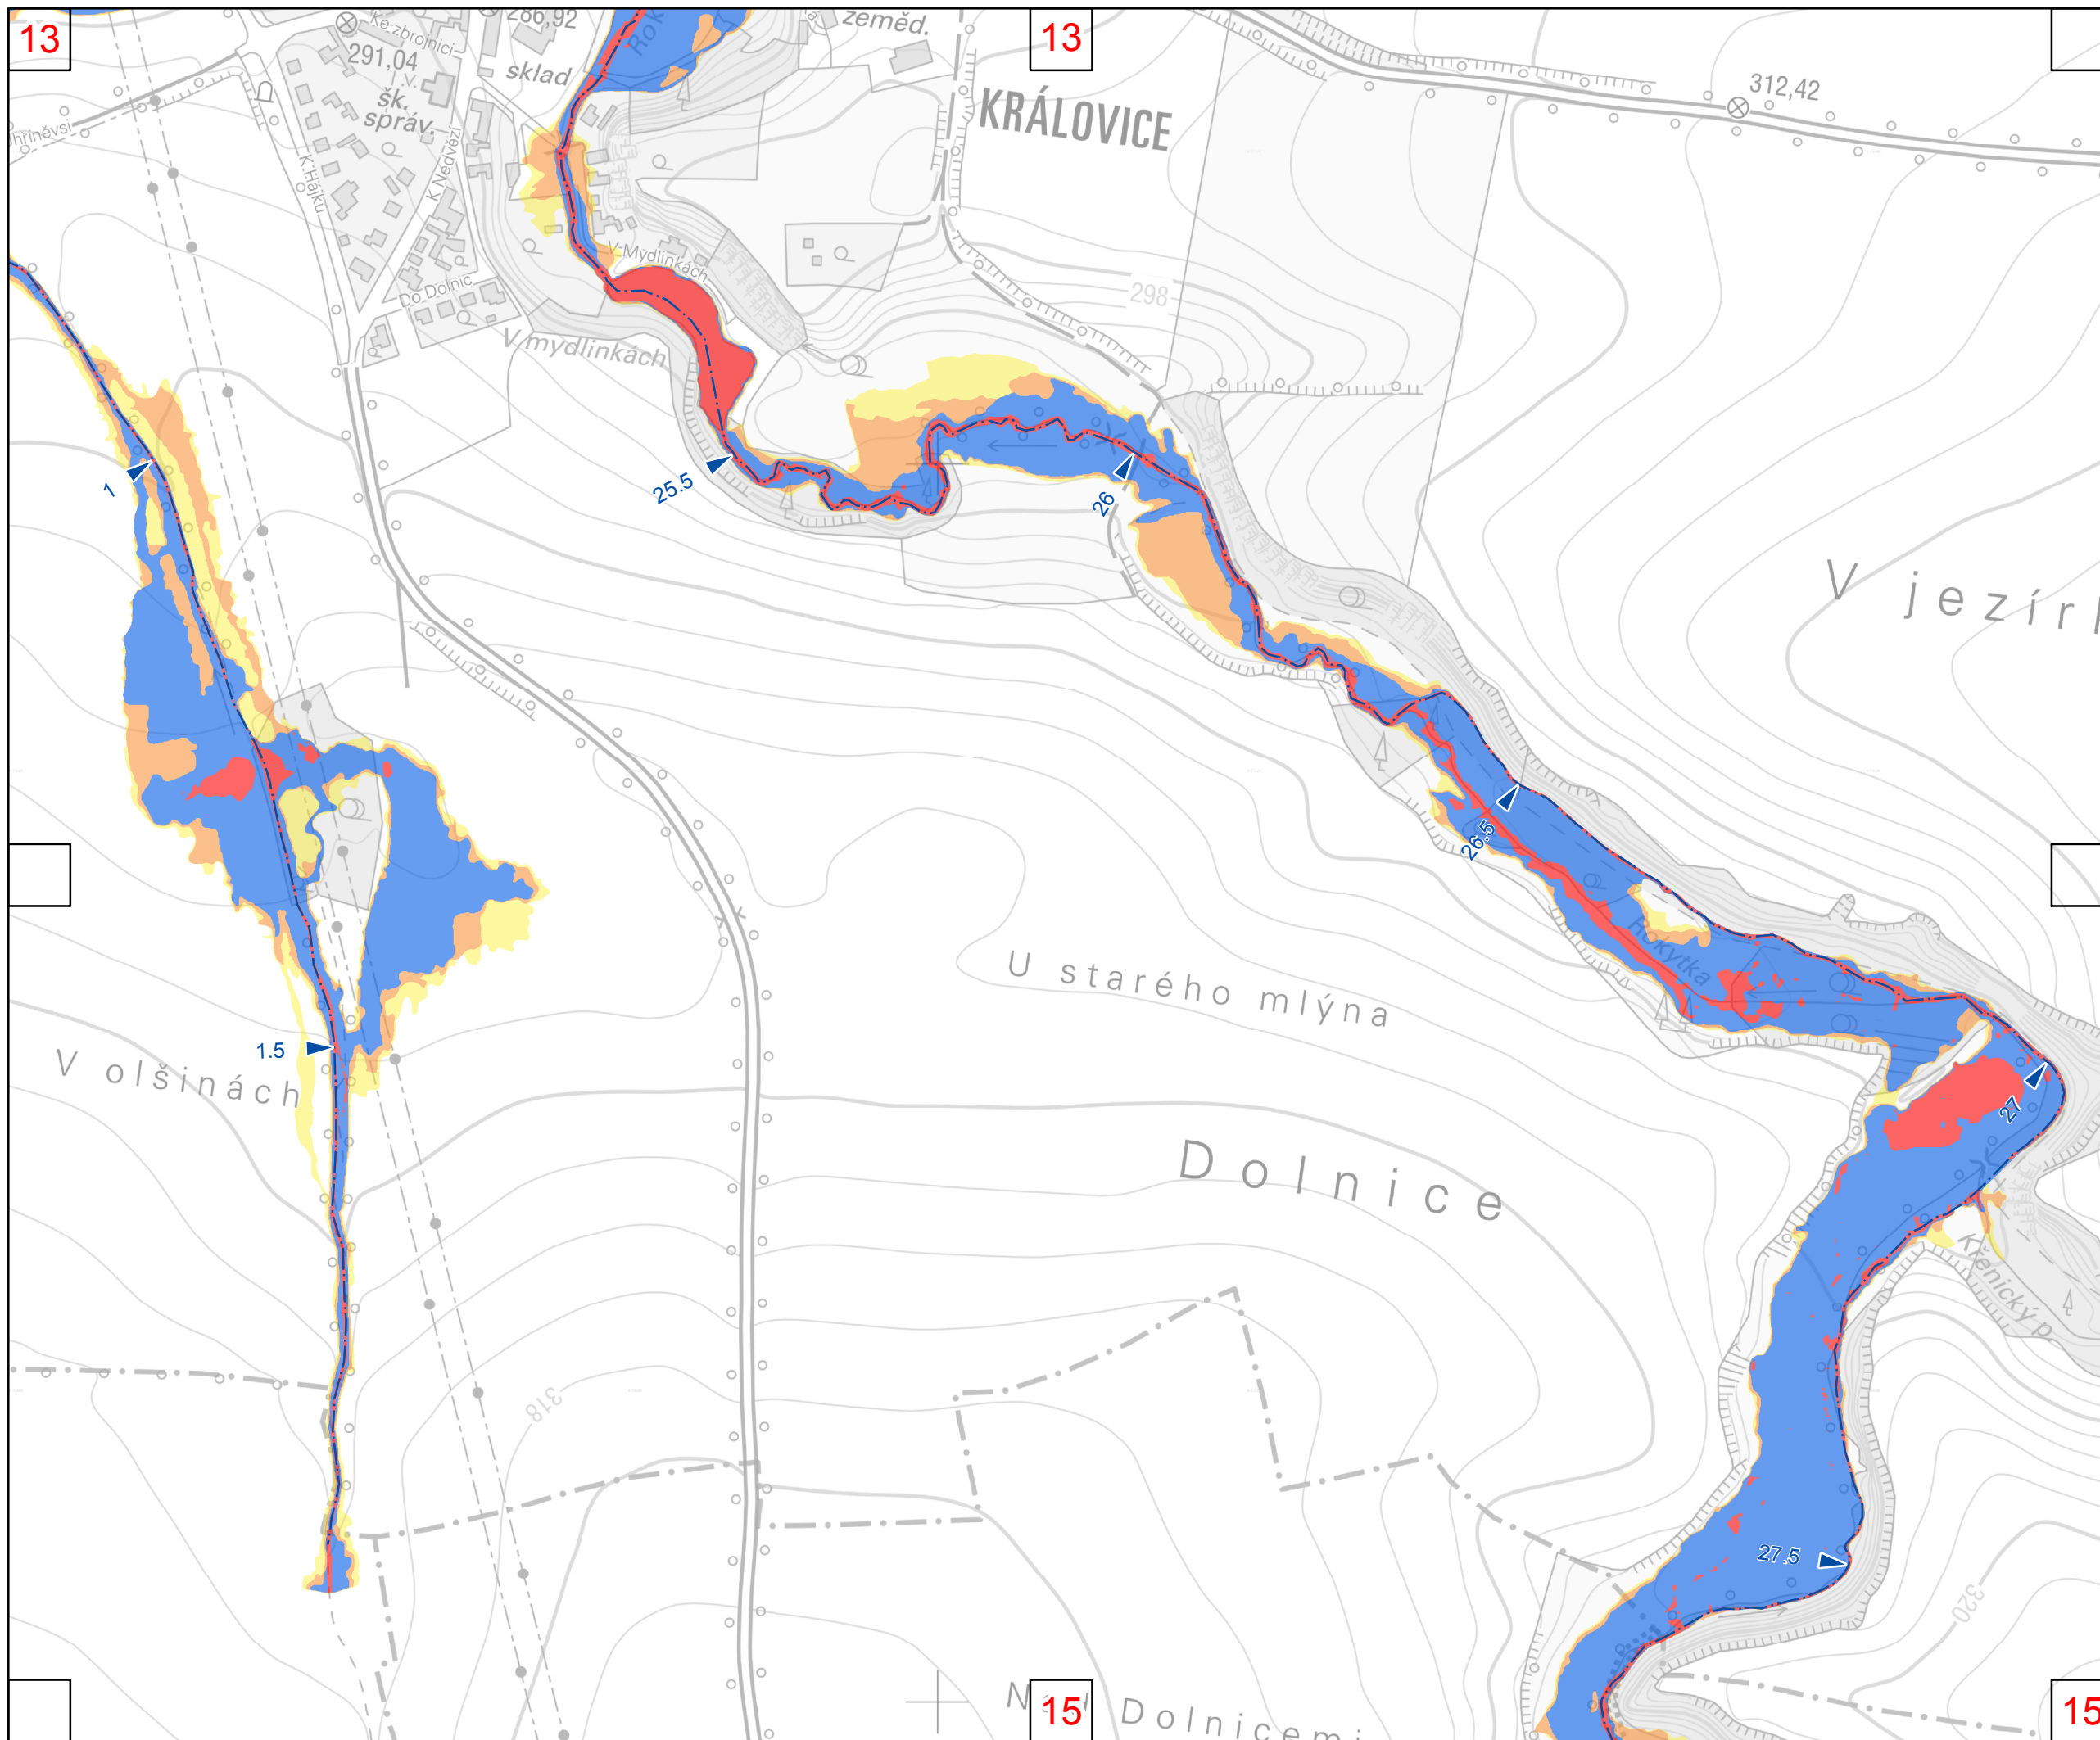 13
Ke zbrojnici
286,92
Rok
zeměd.
13
291,04
sklad
312,42
šk.
správ.
KRÁLOVICE
K Hájku
K Nedvězí
V Mydlinkách
Do Dolnic
298
V mydlinkách
1
25.5
26
V jezírk
26.5
Rokytka
U starého mlýna
1.5
V olšinách
27
Dolnice
Křenický p.
318
27.5
320
15
Dolnicemi
15